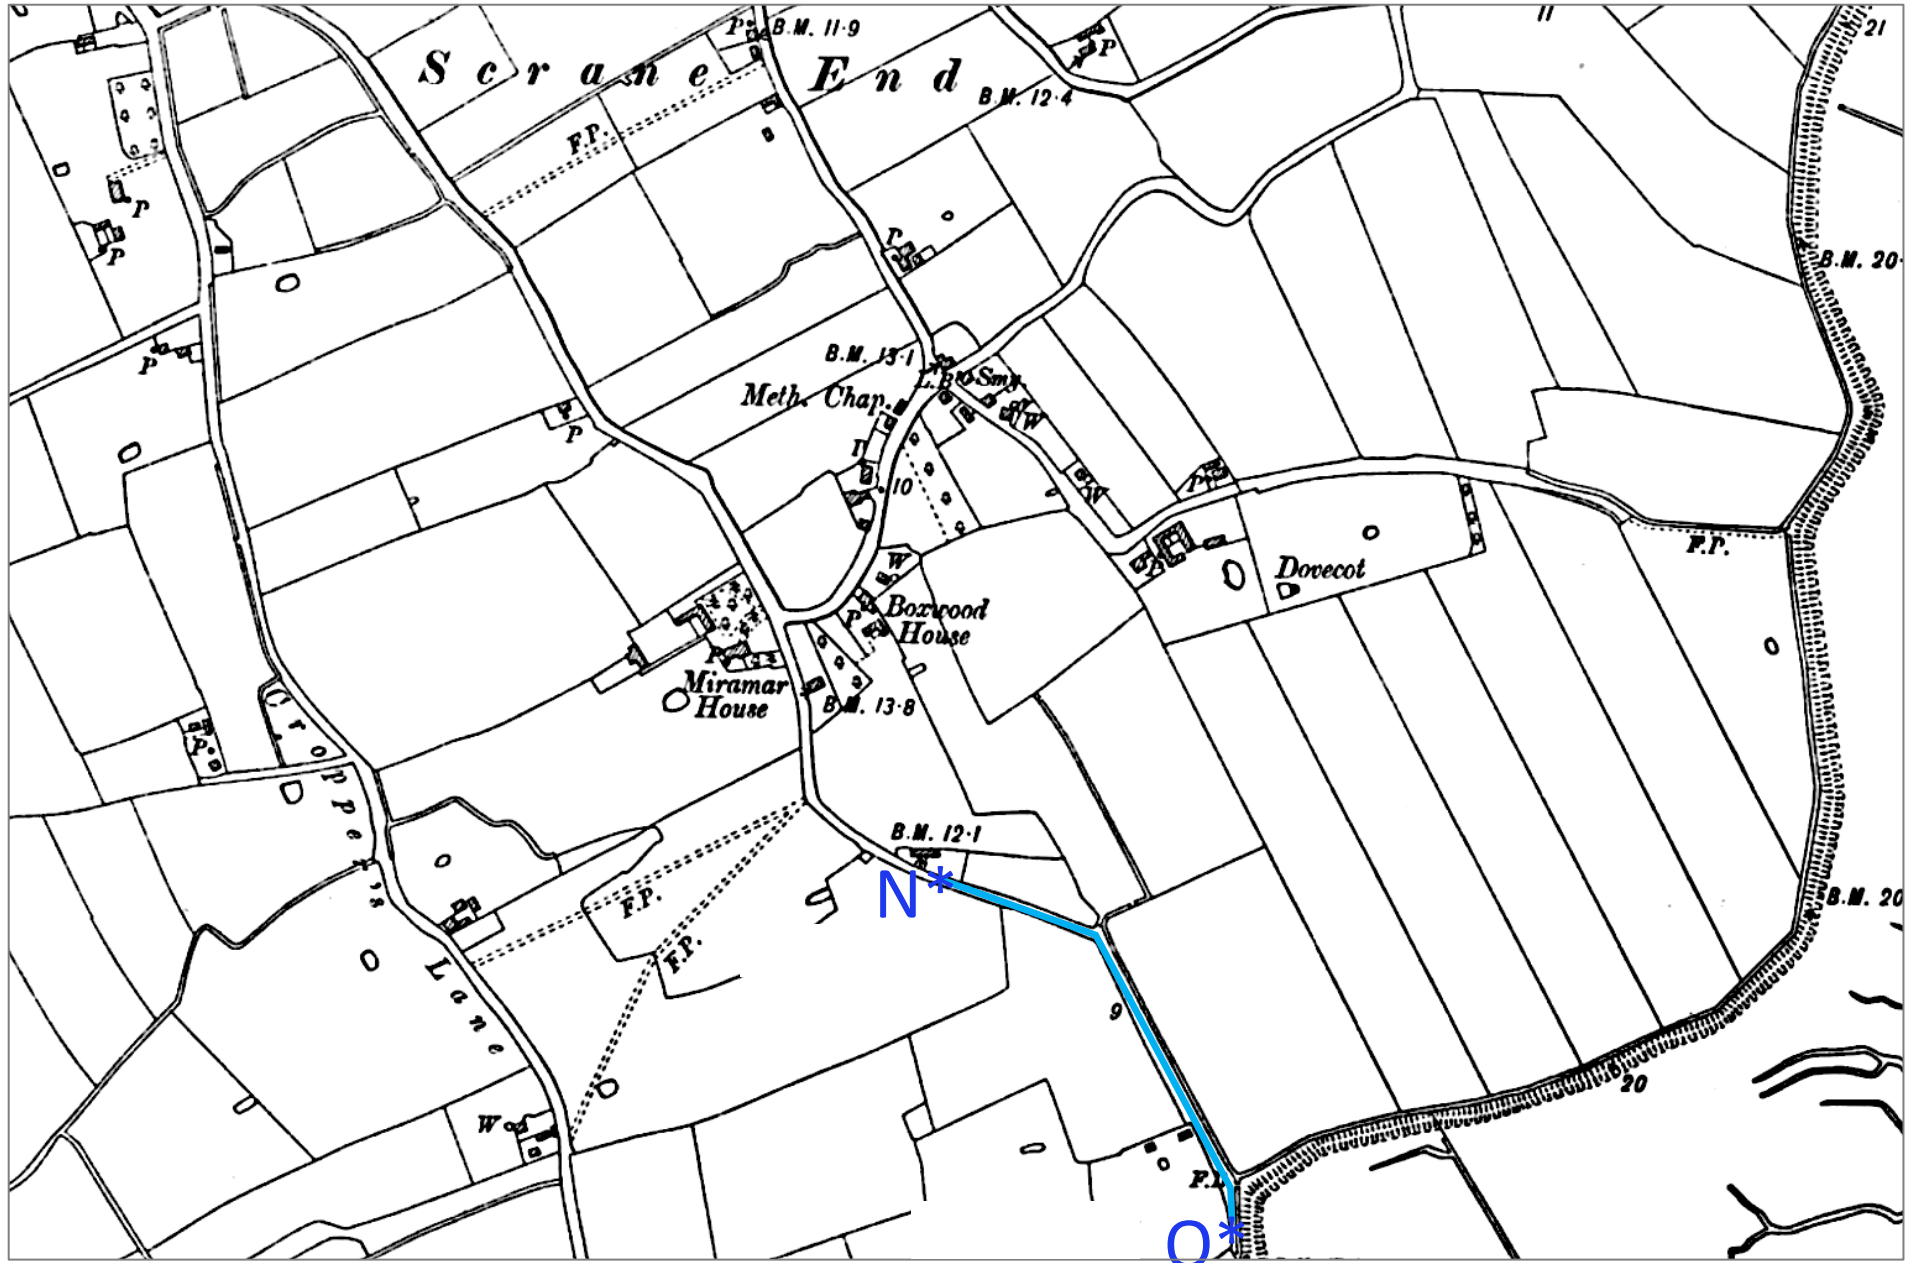 11
21
P
B.M. 11·9
Scrane End
P
B.M. 12·4
F.P.
P
P
P
B.M. 20·
P
B.M. 13·1
L.B.
Smy.
Meth. Chap.
W
P
10
W
P
P
F.P.
W
P
Dovecot
Boxwood
House
P
P
Miramar
House
B.M. 13·8
P
Cropper's Lane
B.M. 12·1
N*
F.P.
F.P.
B.M. 20
9
20
W
O*